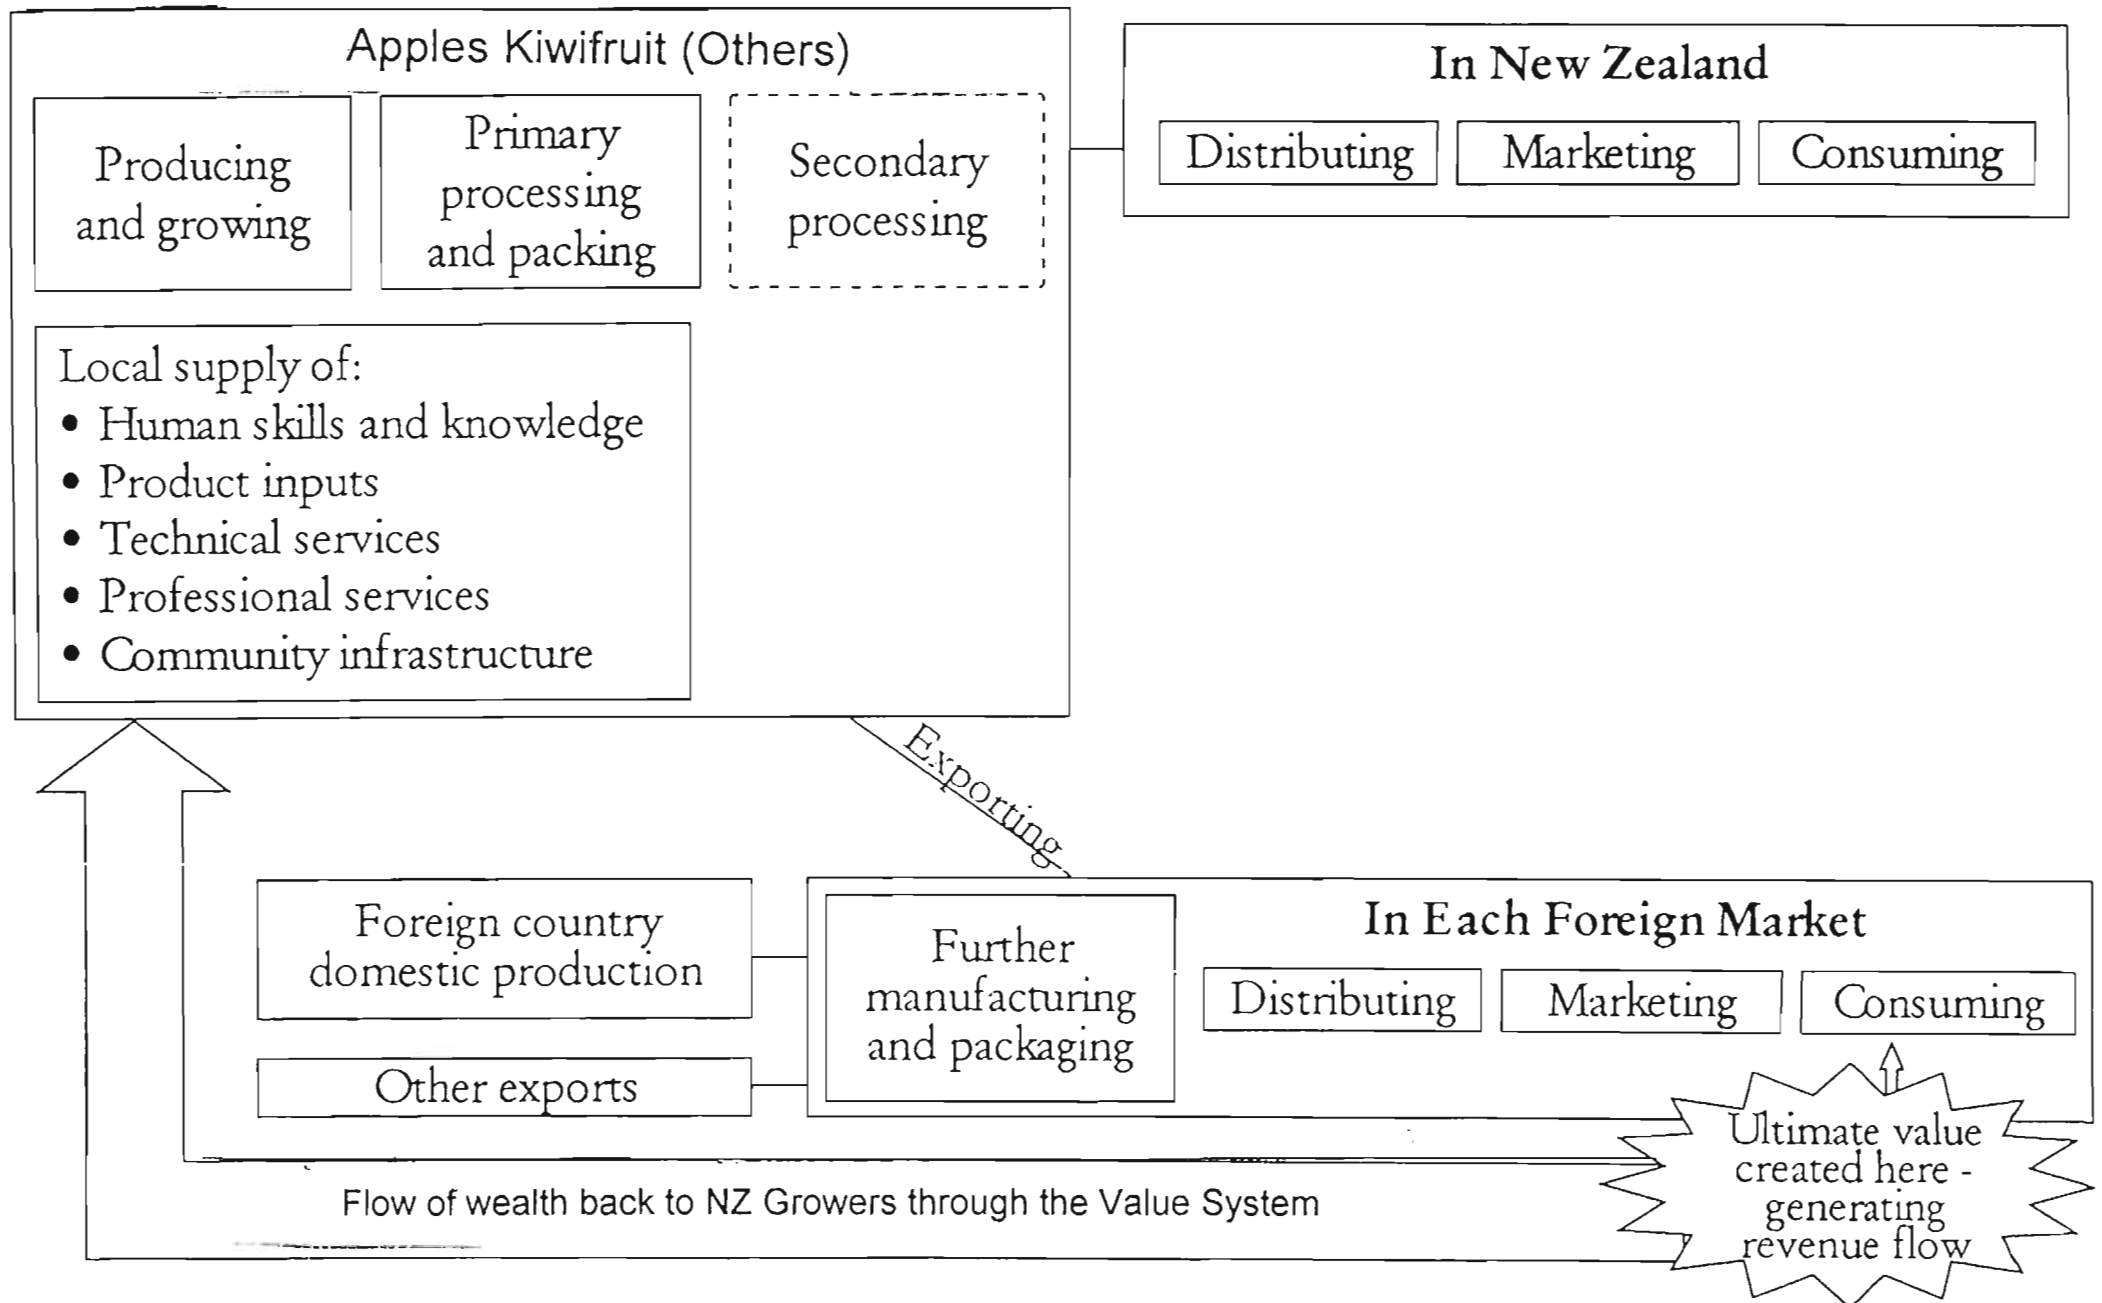 Apples Kiwifruit (Others)
Producing
and growing
Primary
processing
and packing
Secondary
processing
Local supply of:
• Human skills and knowledge
• Product inputs
• Technical services
• Professional services
• Community infrastructure
In New Zealand
Distributing
Marketing
Consuming
Exporting
Foreign country
domestic production
Other exports
Further
manufacturing
and packaging
In Each Foreign Market
Distributing
Marketing
Consuming
Ultimate value
created here -
generating
revenue flow
Flow of wealth back to NZ Growers through the Value System